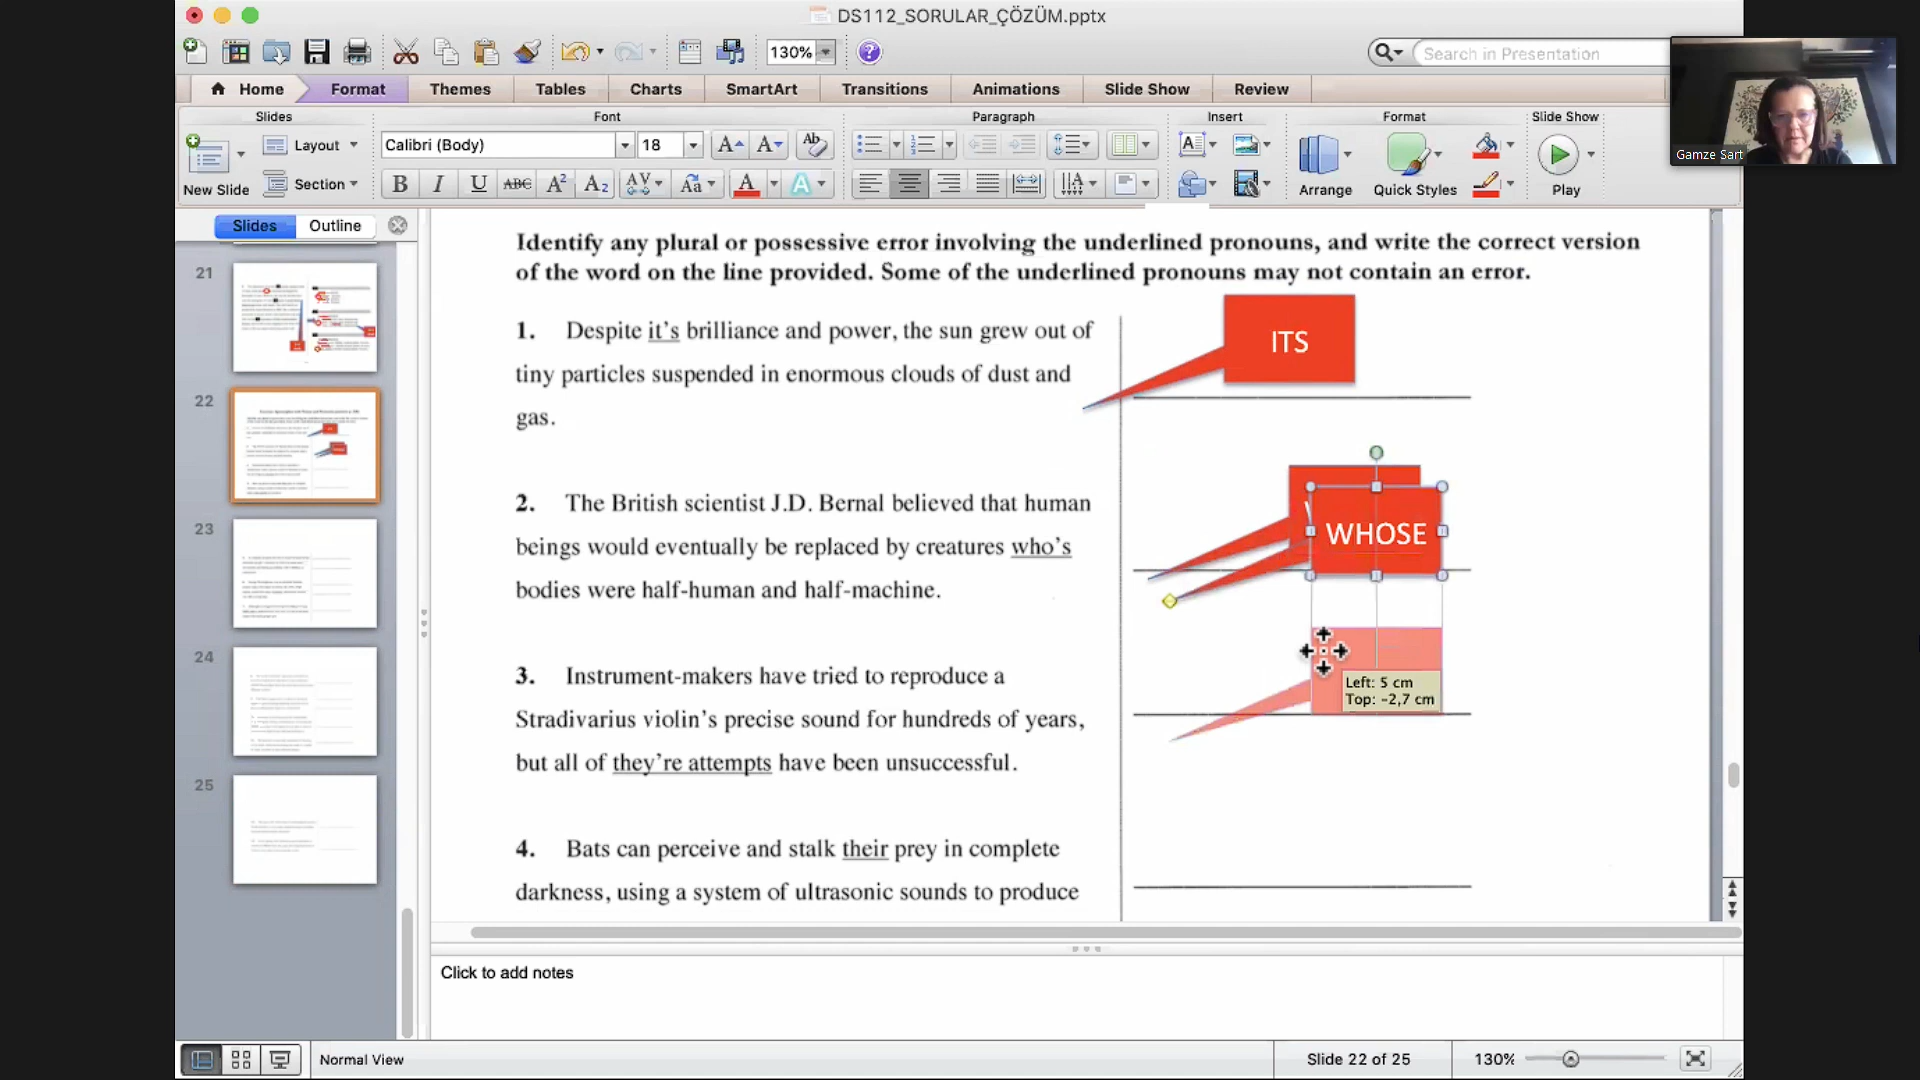 DS112_SORULAR_ÇÖZÜM.pptx
130%
Search in Presentation
Home
Format
Themes
Tables
Charts
SmartArt
Transitions
Animations
Slide Show
Review
Slides
Font
Paragraph
Insert
Format
Slide Show
Gamze Sart
New Slide
Layout
Section
Calibri (Body)
18
Arrange
Quick Styles
Play
Slides
Outline
21
22
23
24
25
Identify any plural or possessive error involving the underlined pronouns, and write the correct version
of the word on the line provided. Some of the underlined pronouns may not contain an error.
1. Despite it's brilliance and power, the sun grew out of
tiny particles suspended in enormous clouds of dust and
gas.
ITS
2. The British scientist J.D. Bernal believed that human
beings would eventually be replaced by creatures who's
bodies were half-human and half-machine.
WHOSE
3. Instrument-makers have tried to reproduce a
Stradivarius violin's precise sound for hundreds of years,
but all of they're attempts have been unsuccessful.
Left: 5 cm
Top: -2,7 cm
4. Bats can perceive and stalk their prey in complete
darkness, using a system of ultrasonic sounds to produce
Click to add notes
Normal View
Slide 22 of 25
130%